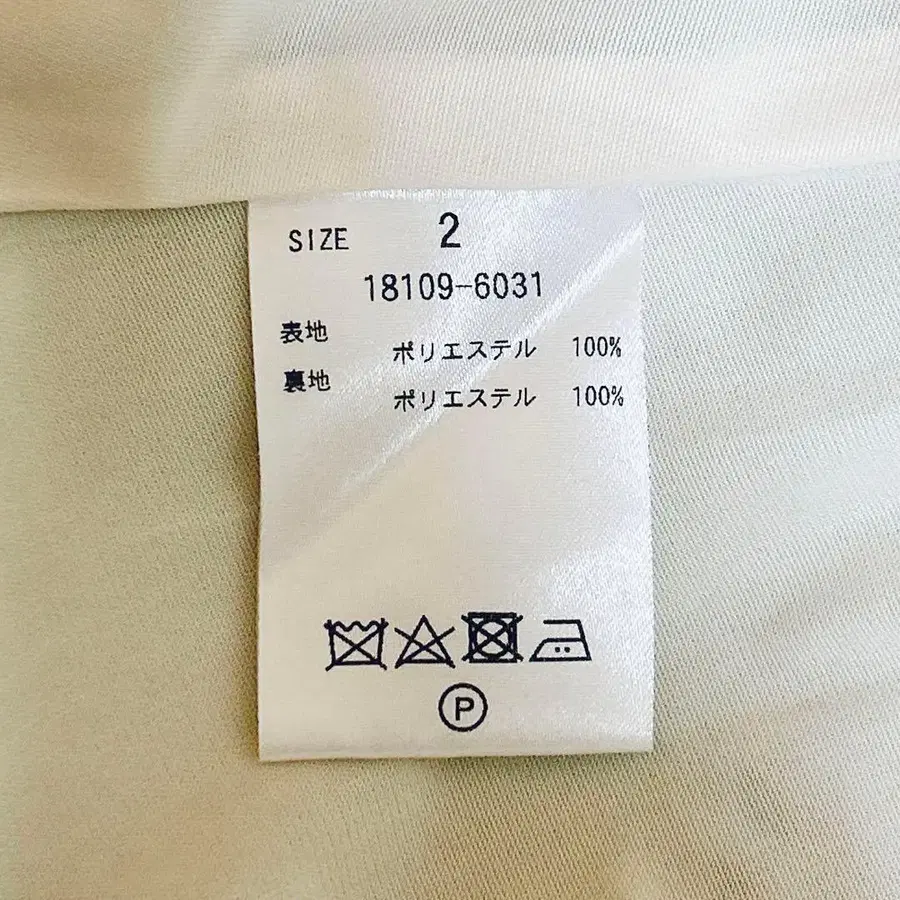 SIZE 2
18109-6031
表地
ポリエステル 100%
裏地
ポリエステル 100%
P